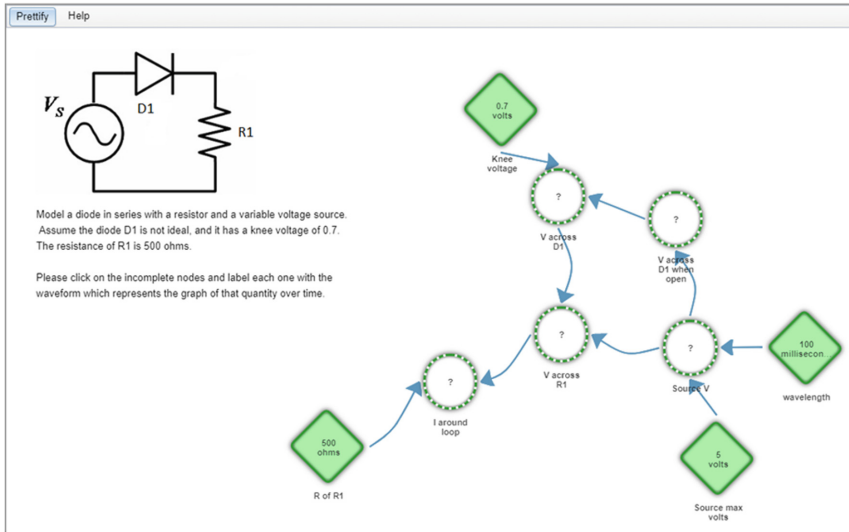 Prettify Help
V_S
D1
R1
Model a diode in series with a resistor and a variable voltage source.
Assume the diode D1 is not ideal, and it has a knee voltage of 0.7.
The resistance of R1 is 500 ohms.
Please click on the incomplete nodes and label each one with the
waveform which represents the graph of that quantity over time.
0.7
volts
Knee
voltage
?
V across
D1
?
V across
D1 when
open
?
V across
R1
?
Source V
100
millisecon...
wavelength
?
I around
loop
500
ohms
R of R1
5
volts
Source max
volts